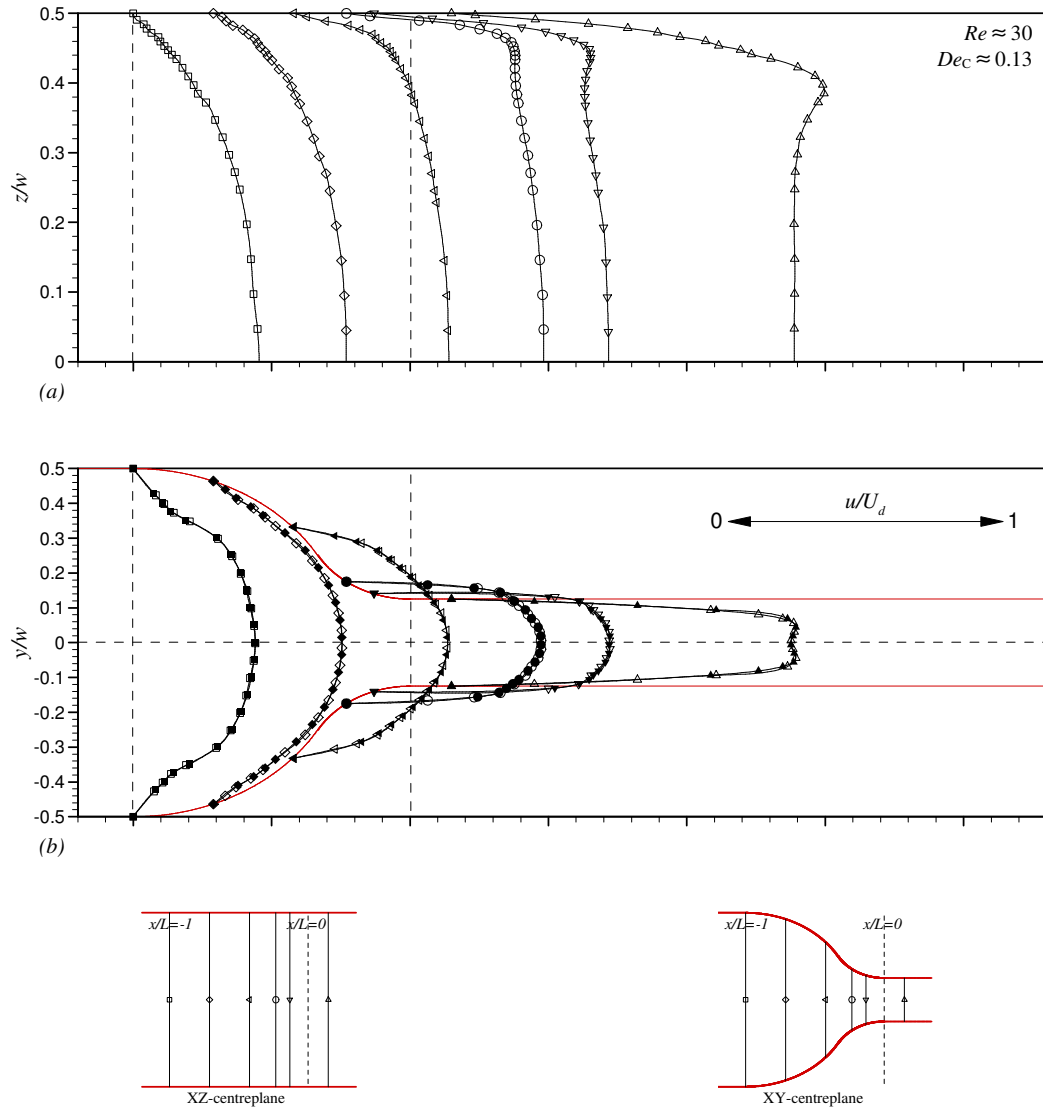 0.5
0.4
0.3
0.2
0.1
0
z/w
Re ≈ 30
De_C ≈ 0.13
(a)
0.5
0.4
0.3
0.2
0.1
0
-0.1
-0.2
-0.3
-0.4
-0.5
y/w
0 u/U_d 1
(b)
x/L=-1 x/L=0
XZ-centreplane
x/L=-1 x/L=0
XY-centreplane